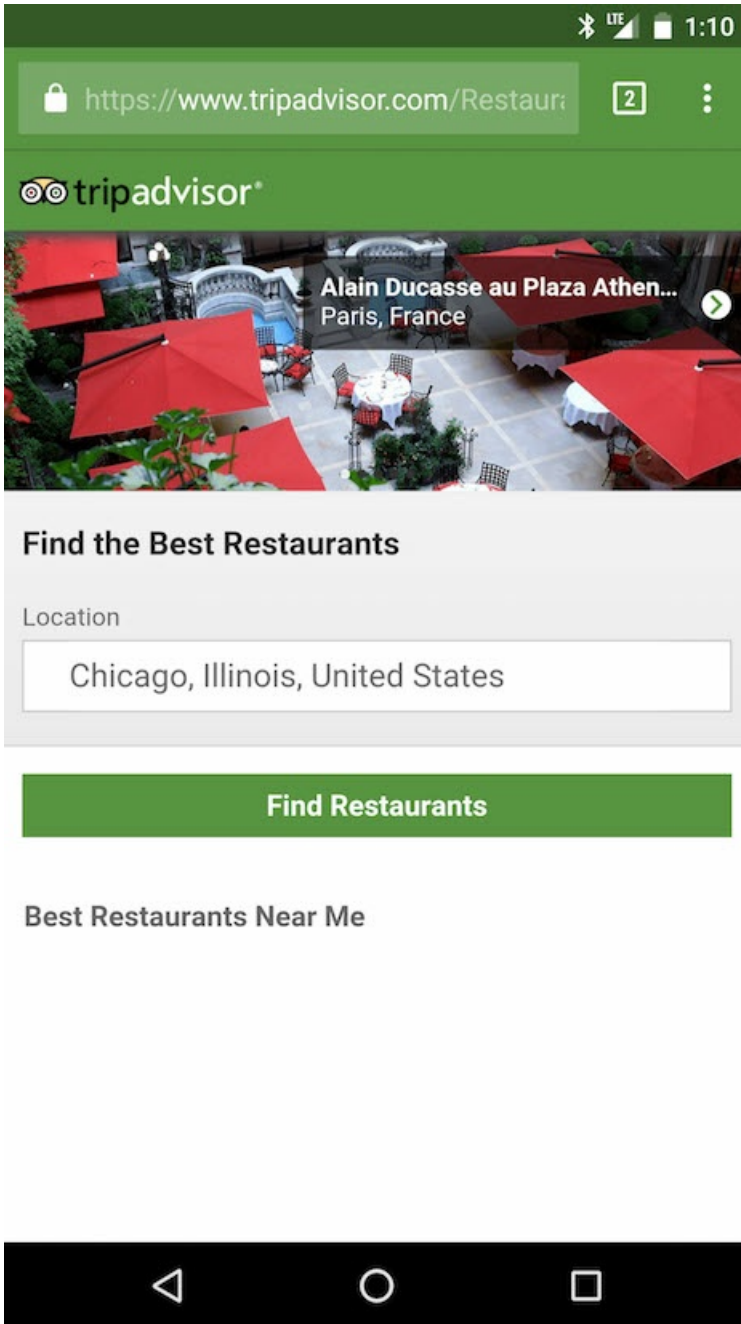 LTE 1:10
https://www.tripadvisor.com/Restaura
2
tripadvisor®
Alain Ducasse au Plaza Athen...
Paris, France
Find the Best Restaurants
Location
Chicago, Illinois, United States
Find Restaurants
Best Restaurants Near Me